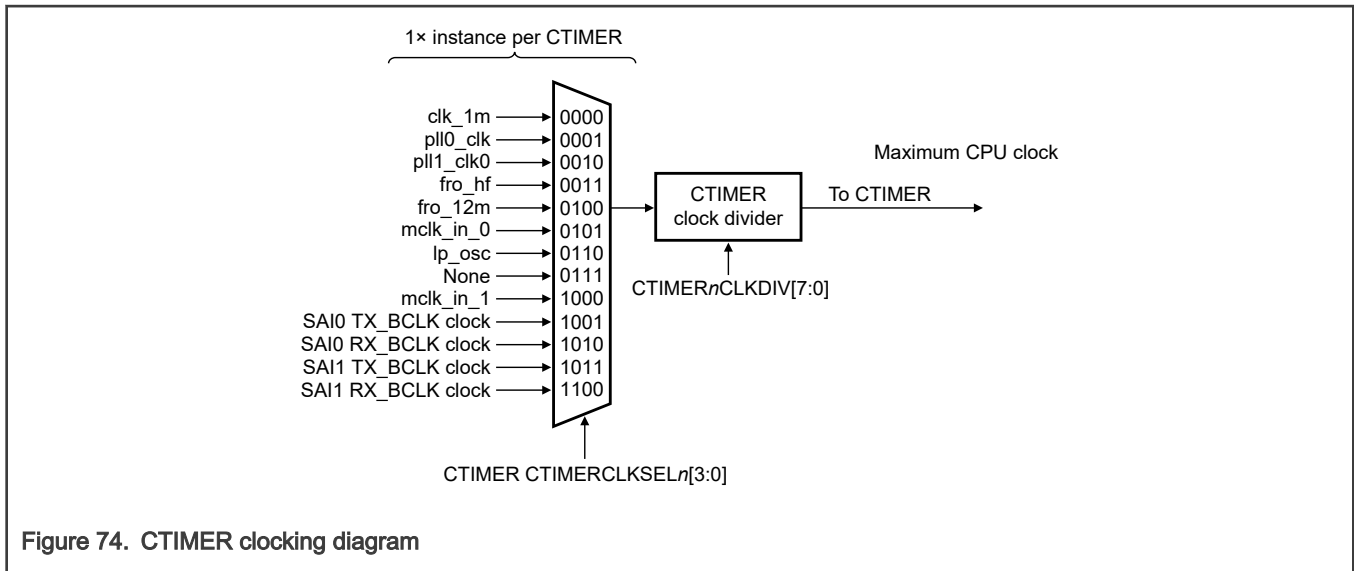 1× instance per CTIMER
clk_1m 0000
pll0_clk 0001
pll1_clk0 0010
fro_hf 0011
fro_12m 0100
mclk_in_0 0101
lp_osc 0110
None 0111
mclk_in_1 1000
SAI0 TX_BCLK clock 1001
SAI0 RX_BCLK clock 1010
SAI1 TX_BCLK clock 1011
SAI1 RX_BCLK clock 1100
CTIMER CTIMERCLKSELn[3:0]
CTIMER
clock divider
CTIMERnCLKDIV[7:0]
Maximum CPU clock
To CTIMER
Figure 74. CTIMER clocking diagram